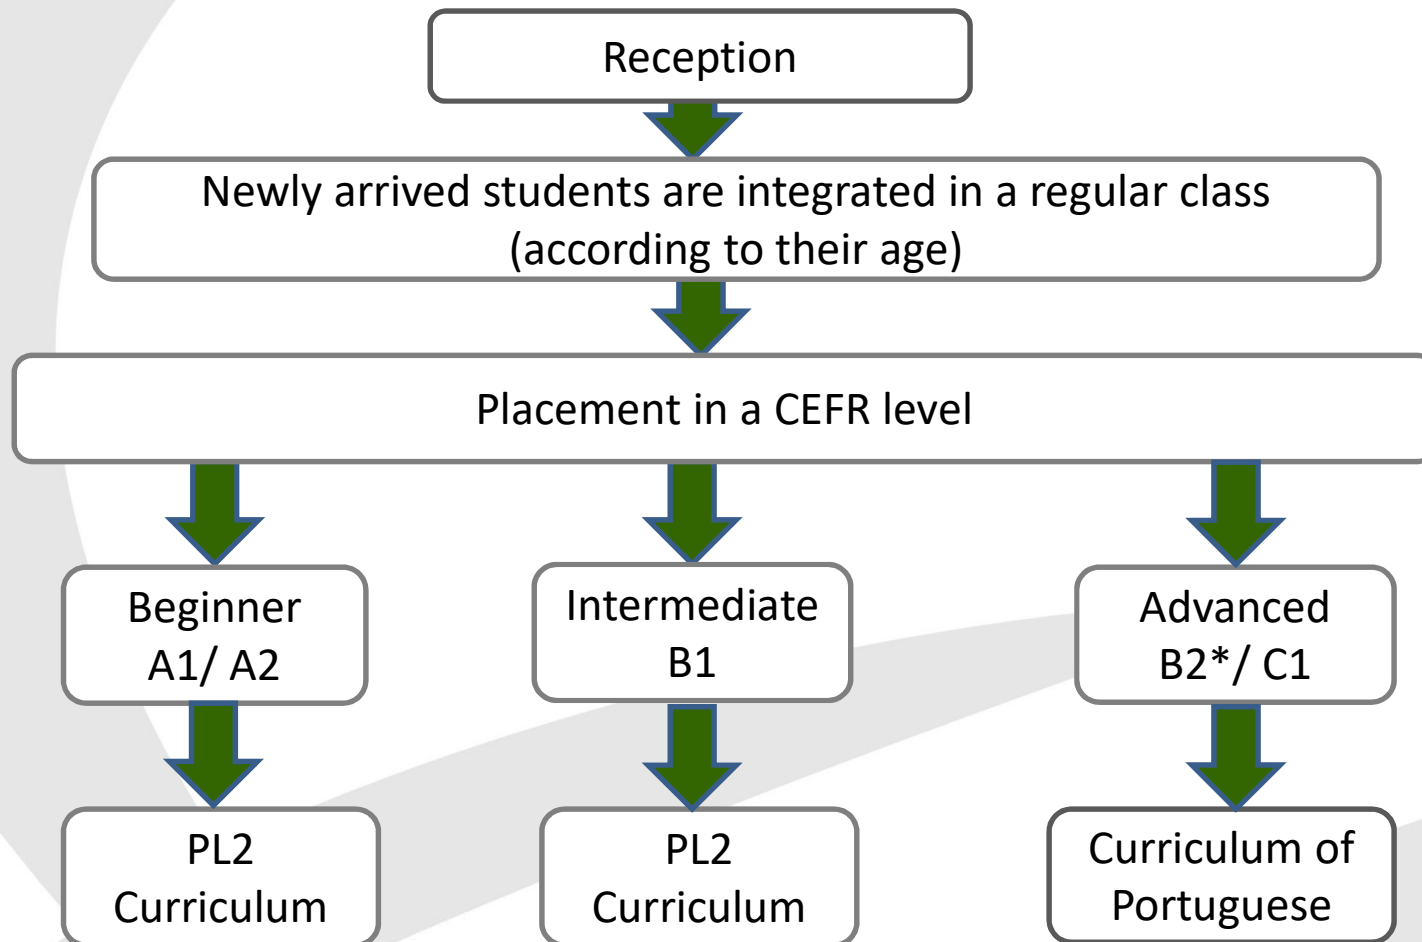 Reception
Newly arrived students are integrated in a regular class
(according to their age)
Placement in a CEFR level
Beginner
A1/ A2
Intermediate
B1
Advanced
B2*/ C1
PL2
Curriculum
PL2
Curriculum
Curriculum of
Portuguese